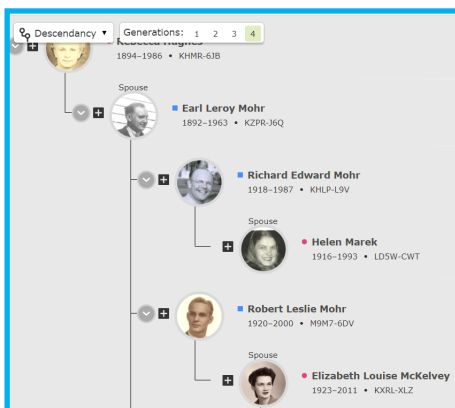 Descendancy ▼ Generations: 1 2 3 4
Rebecca Hughes
1894–1986 • KHMR-6JB
Spouse
Earl Leroy Mohr
1892–1963 • KZPR-J6Q
Richard Edward Mohr
1918–1987 • KHLP-L9V
Spouse
Helen Marek
1916–1993 • LD5W-CWT
Robert Leslie Mohr
1920–2000 • M9M7-6DV
Spouse
Elizabeth Louise McKelvey
1923–2011 • KXRL-XLZ